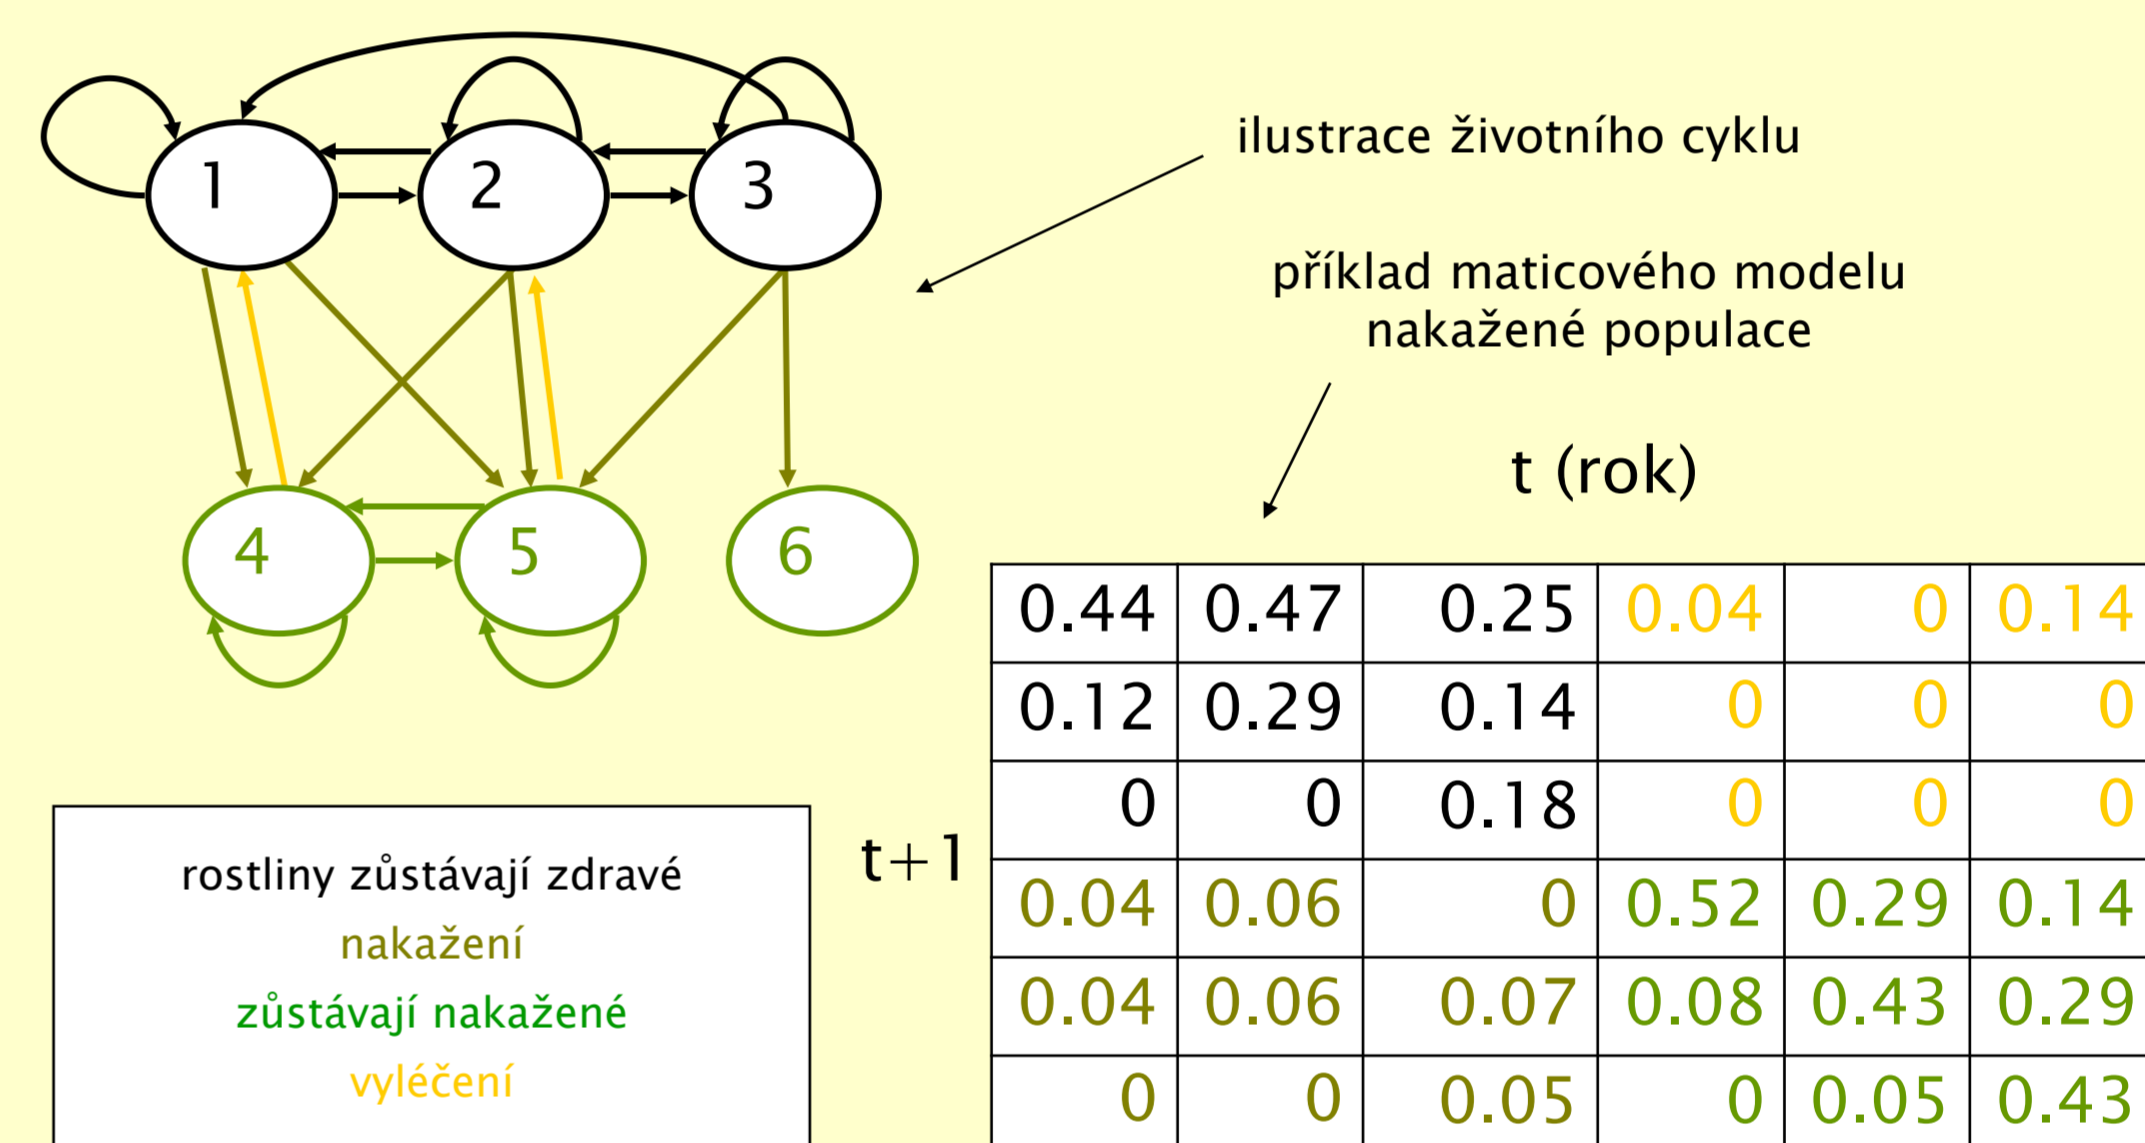 1 2 3
4 5 6
ilustrace životního cyklu
příklad maticového modelu
nakažené populace
t (rok)
t+1
0.44 0.47 0.25 0.04 0 0.14
0.12 0.29 0.14 0 0 0
0 0 0.18 0 0 0
0.04 0.06 0 0.52 0.29 0.14
0.04 0.06 0.07 0.08 0.43 0.29
0 0 0.05 0 0.05 0.43
rostliny zůstávají zdravé
nakažení
zůstávají nakažené
vyléčení